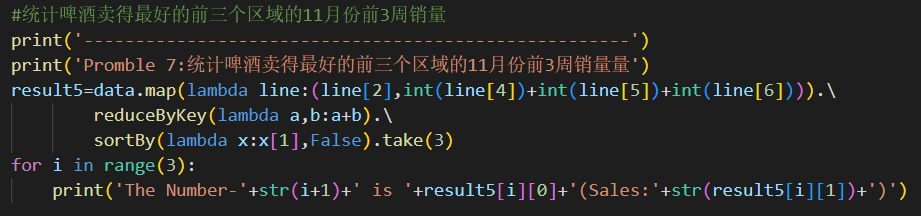 #统计啤酒卖得最好的前三个区域的11月份前3周销量
print('------------------------------------------------------')
print('Promble 7:统计啤酒卖得最好的前三个区域的11月份前3周销量量')
result5=data.map(lambda line:(line[2],int(line[4])+int(line[5])+int(line[6]))).\
reduceByKey(lambda a,b:a+b).\
sortBy(lambda x:x[1],False).take(3)
for i in range(3):
print('The Number-'+str(i+1)+' is '+result5[i][0]+'(Sales:'+str(result5[i][1])+')')